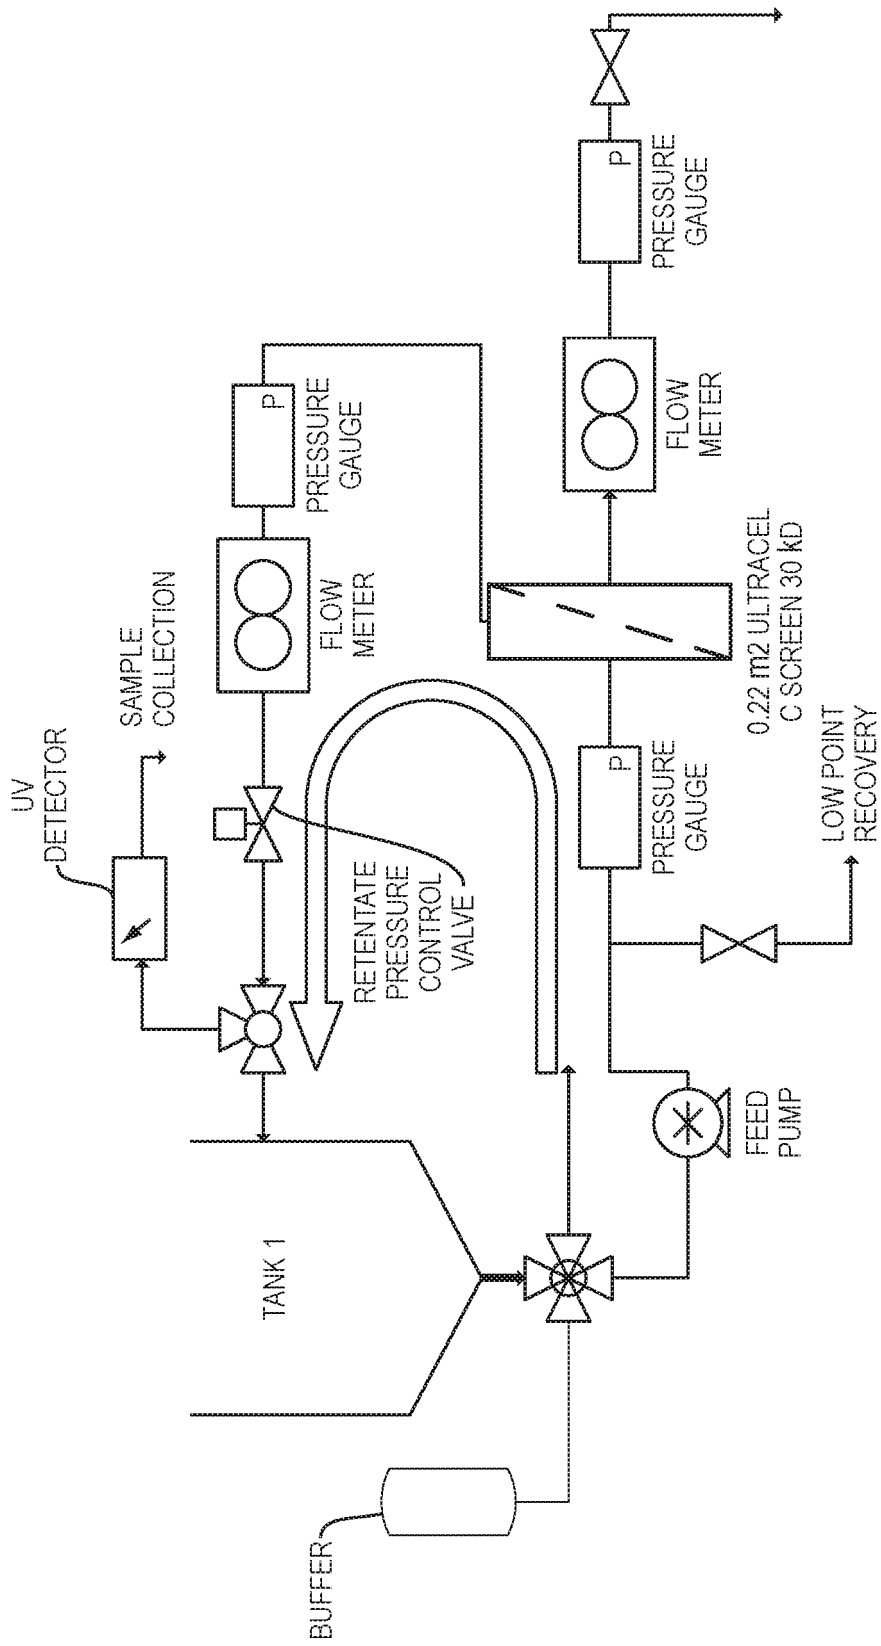 UV
DETECTOR
SAMPLE
COLLECTION
P
PRESSURE
GAUGE
FLOW
METER
RETENTATE
PRESSURE
CONTROL
VALVE
TANK 1
BUFFER
FEED
PUMP
LOW POINT
RECOVERY
P
PRESSURE
GAUGE
0.22 m2 ULTRACEL
C SCREEN 30 kD
FLOW
METER
P
PRESSURE
GAUGE